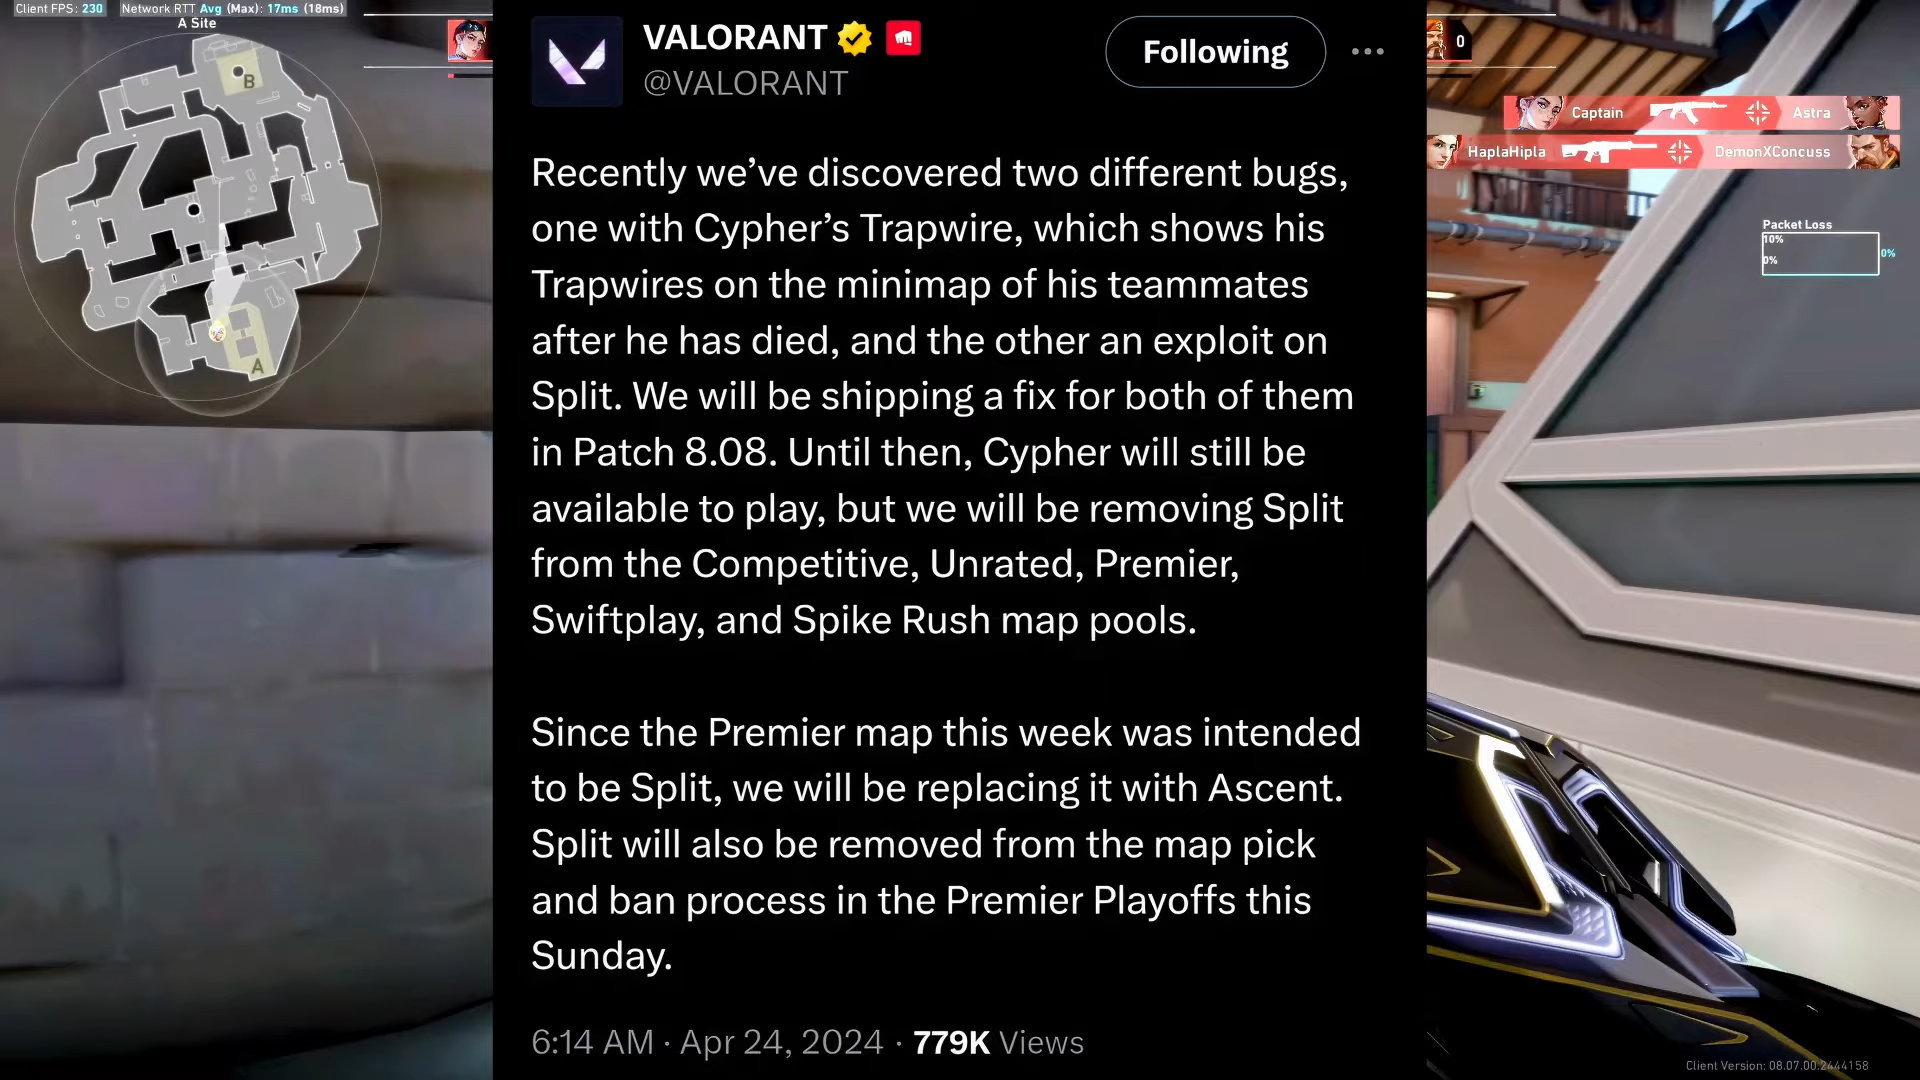 Client FPS: 230
Network RTT Avg (Max): 17ms (18ms)
A Site
B
A
VALORANT
@VALORANT
Following
Recently we’ve discovered two different bugs,
one with Cypher’s Trapwire, which shows his
Trapwires on the minimap of his teammates
after he has died, and the other an exploit on
Split. We will be shipping a fix for both of them
in Patch 8.08. Until then, Cypher will still be
available to play, but we will be removing Split
from the Competitive, Unrated, Premier,
Swiftplay, and Spike Rush map pools.
Since the Premier map this week was intended
to be Split, we will be replacing it with Ascent.
Split will also be removed from the map pick
and ban process in the Premier Playoffs this
Sunday.
6:14 AM · Apr 24, 2024 · 779K Views
0
Captain Astra
HaplaHipla DemonXConcuss
Packet Loss
10%
0% 0%
Client Version: 08.07.00.2444158